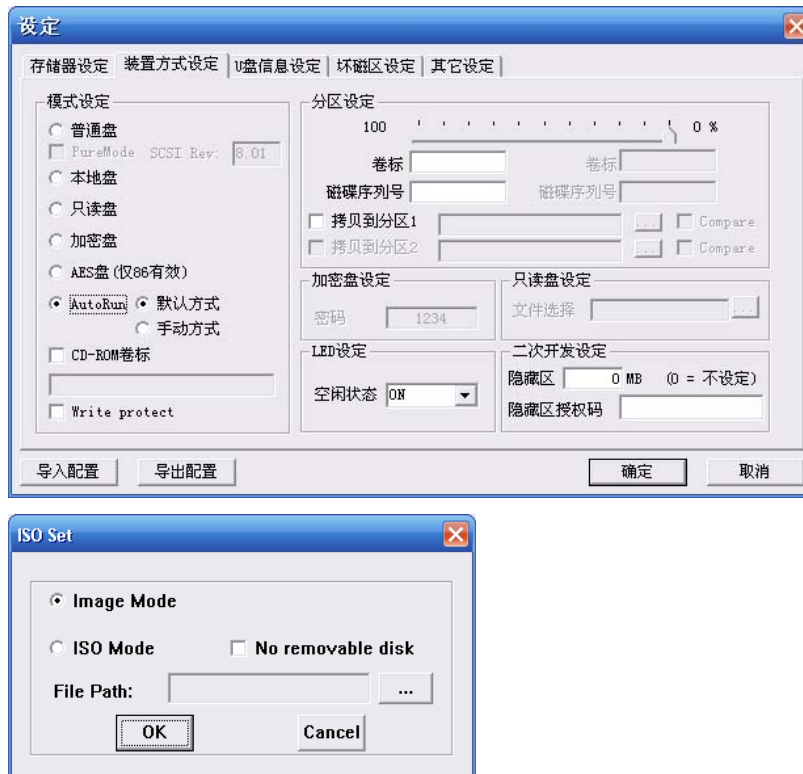 设定
存储器设定 装置方式设定 U盘信息设定 坏磁区设定 其它设定
模式设定
普通盘
PureMode SCSI Rev: 8.01
本地盘
只读盘
加密盘
AES盘(仅86有效)
AutoRun 默认方式
手动方式
CD-ROM卷标
Write protect
分区设定
100 0 %
卷标 卷标
磁碟序列号 磁碟序列号
拷贝到分区1 ... Compare
拷贝到分区2 ... Compare
加密盘设定
密码 1234
只读盘设定
文件选择 ...
LED设定
空闲状态 ON
二次开发设定
隐藏区 0 MB (0 = 不设定)
隐藏区授权码
导入配置 导出配置 确定 取消
ISO Set
Image Mode
ISO Mode No removable disk
File Path: ...
OK Cancel